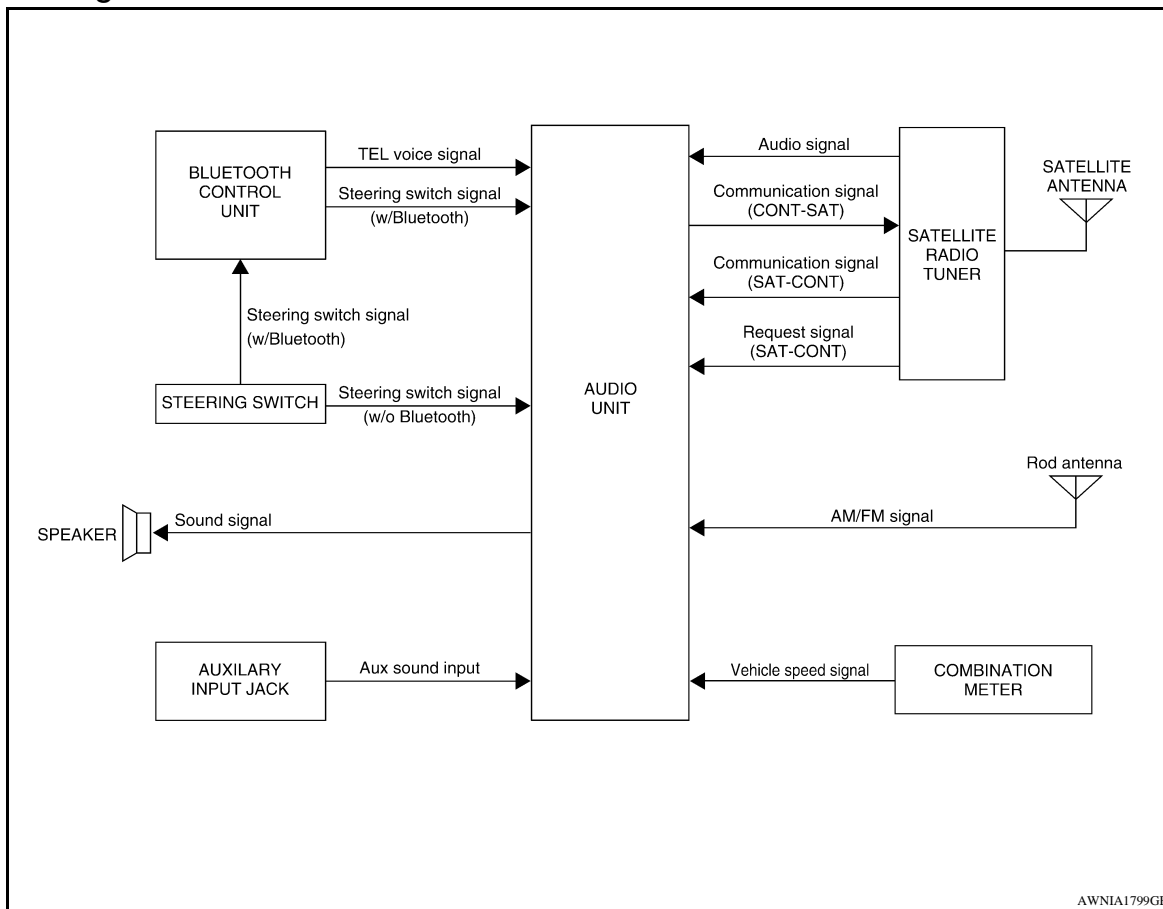 BLUETOOTH
CONTROL
UNIT
TEL voice signal
Steering switch signal
(w/Bluetooth)
Steering switch signal
(w/Bluetooth)
STEERING SWITCH
Steering switch signal
(w/o Bluetooth)
SPEAKER
Sound signal
AUXILARY
INPUT JACK
Aux sound input
AUDIO
UNIT
Audio signal
Communication signal
(CONT-SAT)
Communication signal
(SAT-CONT)
Request signal
(SAT-CONT)
SATELLITE
RADIO
TUNER
SATELLITE
ANTENNA
Rod antenna
AM/FM signal
Vehicle speed signal
COMBINATION
METER